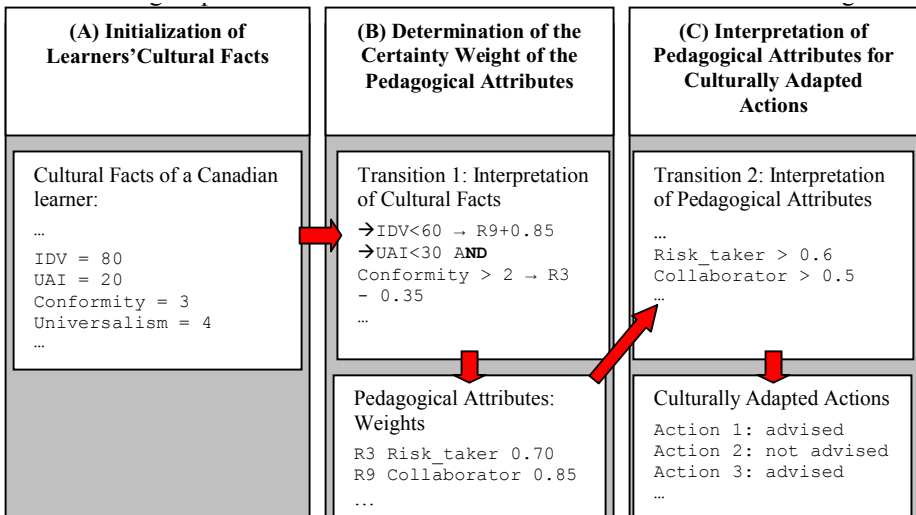 (A) Initialization of
Learners’Cultural Facts
Cultural Facts of a Canadian
learner:
…
IDV = 80
UAI = 20
Conformity = 3
Universalism = 4
…
(B) Determination of the
Certainty Weight of the
Pedagogical Attributes
Transition 1: Interpretation
of Cultural Facts
→IDV<60 → R9+0.85
→UAI<30 AND
Conformity > 2 → R3
- 0.35
…
Pedagogical Attributes:
Weights
R3 Risk_taker 0.70
R9 Collaborator 0.85
…
(C) Interpretation of
Pedagogical Attributes for
Culturally Adapted
Actions
Transition 2: Interpretation
of Pedagogical Attributes
…
Risk_taker > 0.6
Collaborator > 0.5
…
Culturally Adapted Actions
Action 1: advised
Action 2: not advised
Action 3: advised
…